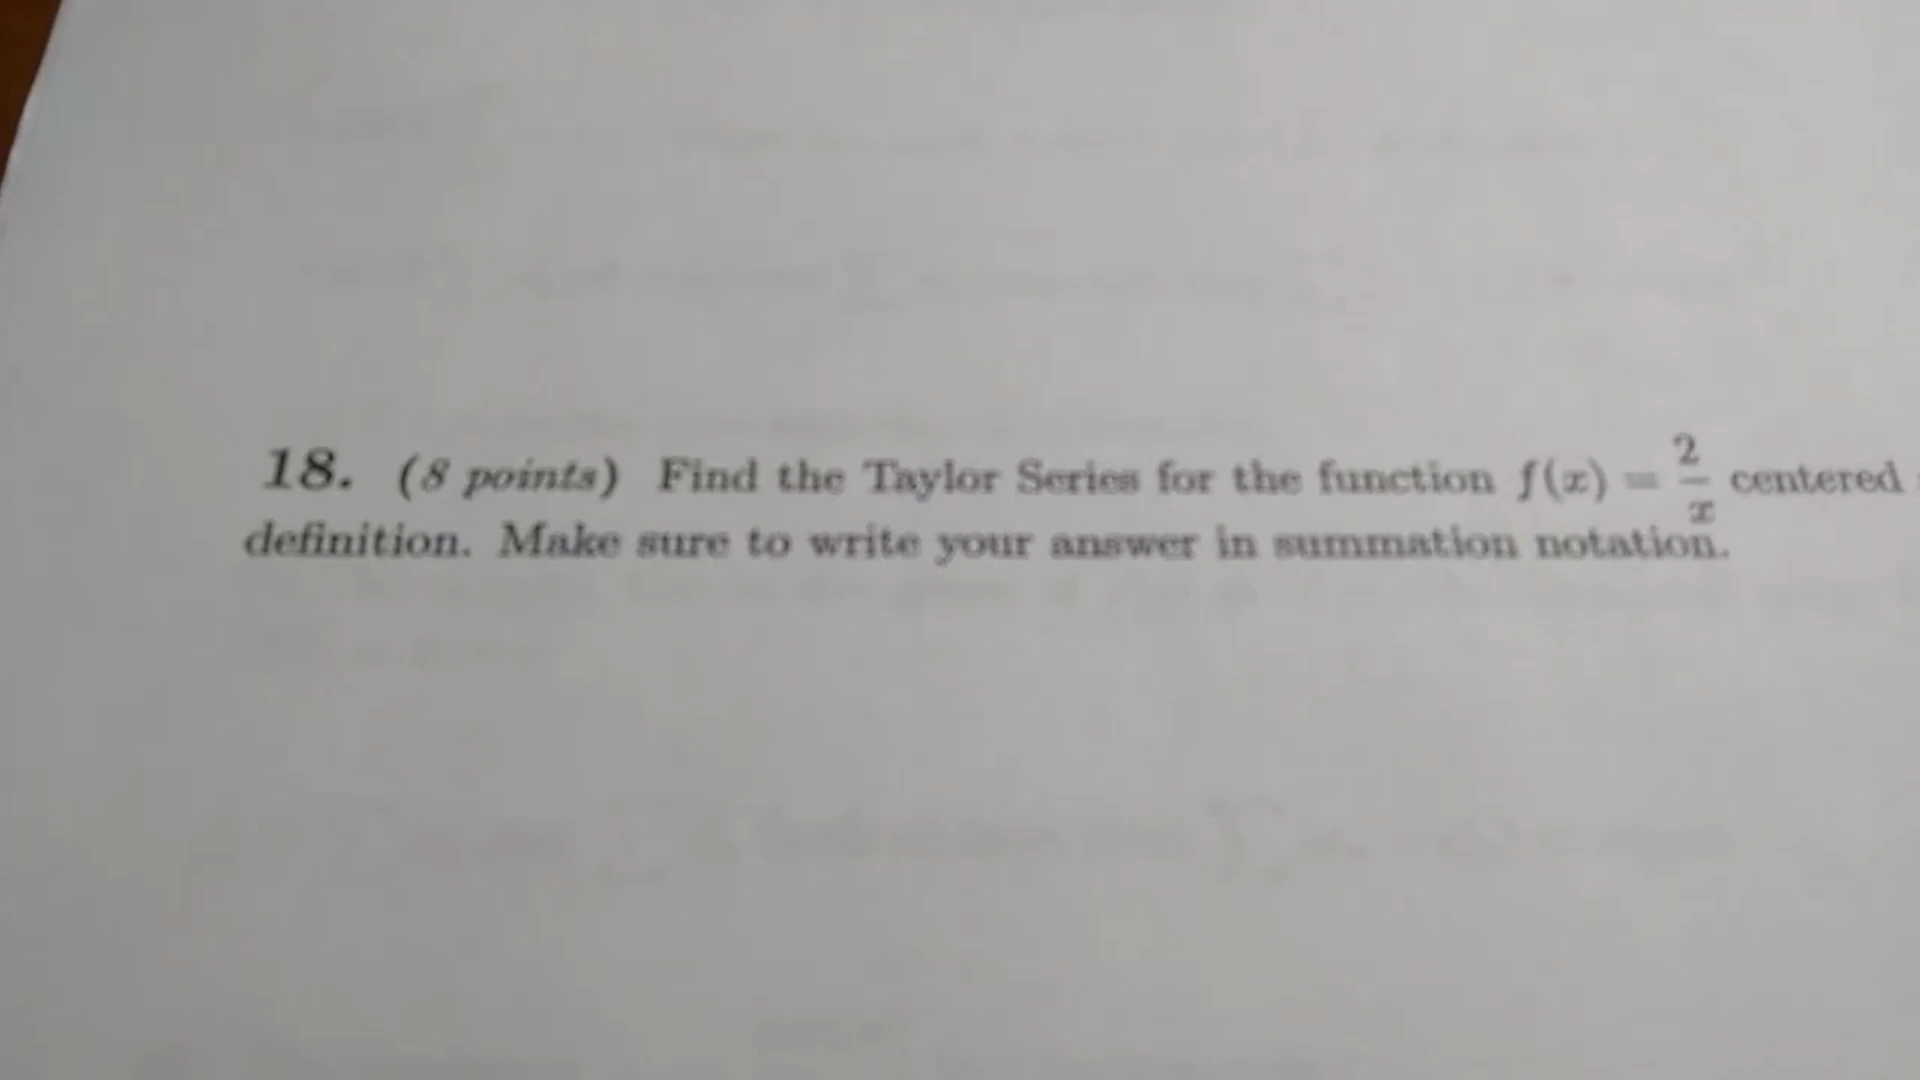 18. (8 points) Find the Taylor Series for the function f(x) = 2/x centered
definition. Make sure to write your answer in summation notation.